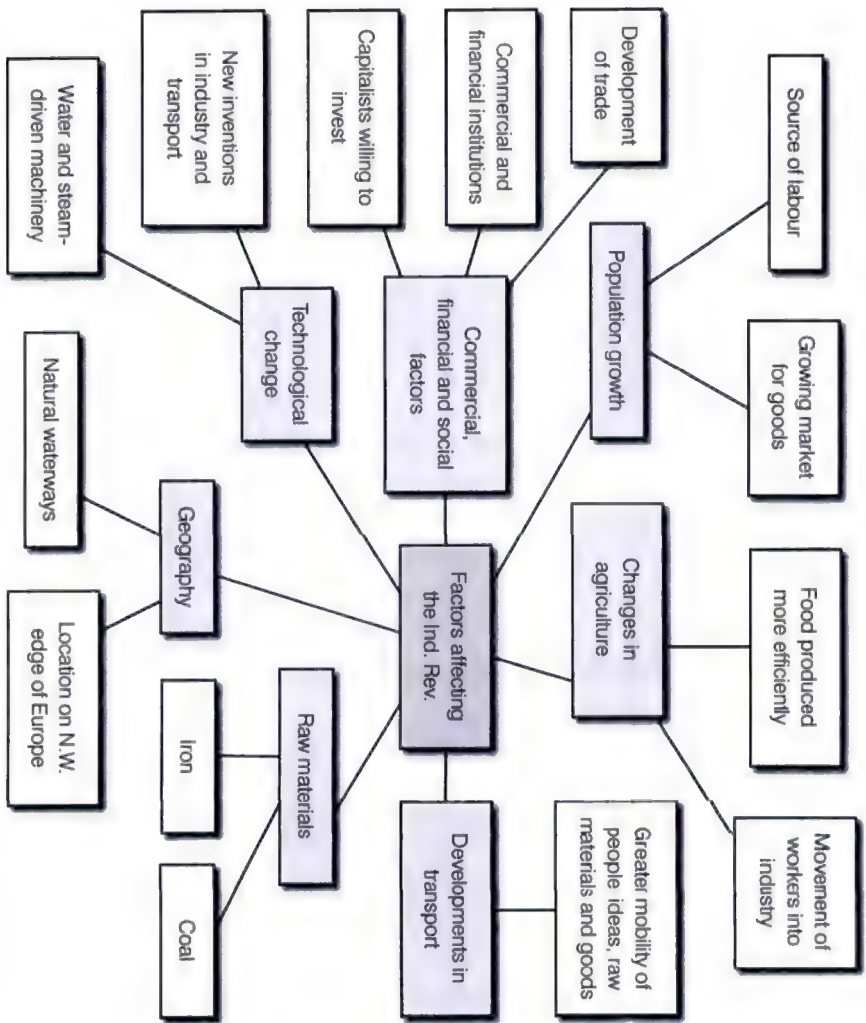 Source of labour
Growing market
for goods
Food produced
more efficiently
Movement of
workers into
industry
Development
of trade
Population growth
Changes in
agriculture
Greater mobility of
people ideas, raw
materials and goods
Commercial and
financial institutions
Commercial,
financial and social
factors
Factors affecting
the Ind. Rev.
Developments in
transport
Capitalists willing to
invest
Technological
change
Raw materials
New inventions
in industry and
transport
Geography
Iron
Coal
Water and steam-
driven machinery
Natural waterways
Location on N.W.
edge of Europe